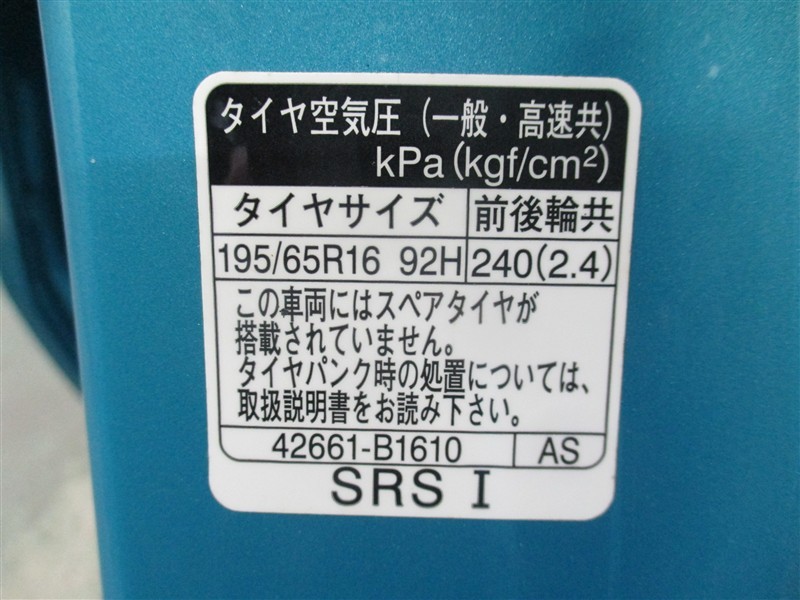 タイヤ空気圧（一般・高速共）
kPa(kgf/cm²)
タイヤサイズ 前後輪共
195/65R16 92H 240(2.4)
この車両にはスペアタイヤが
搭載されていません。
タイヤパンク時の処置については、
取扱説明書をお読み下さい。
42661-B1610 AS
SRS I